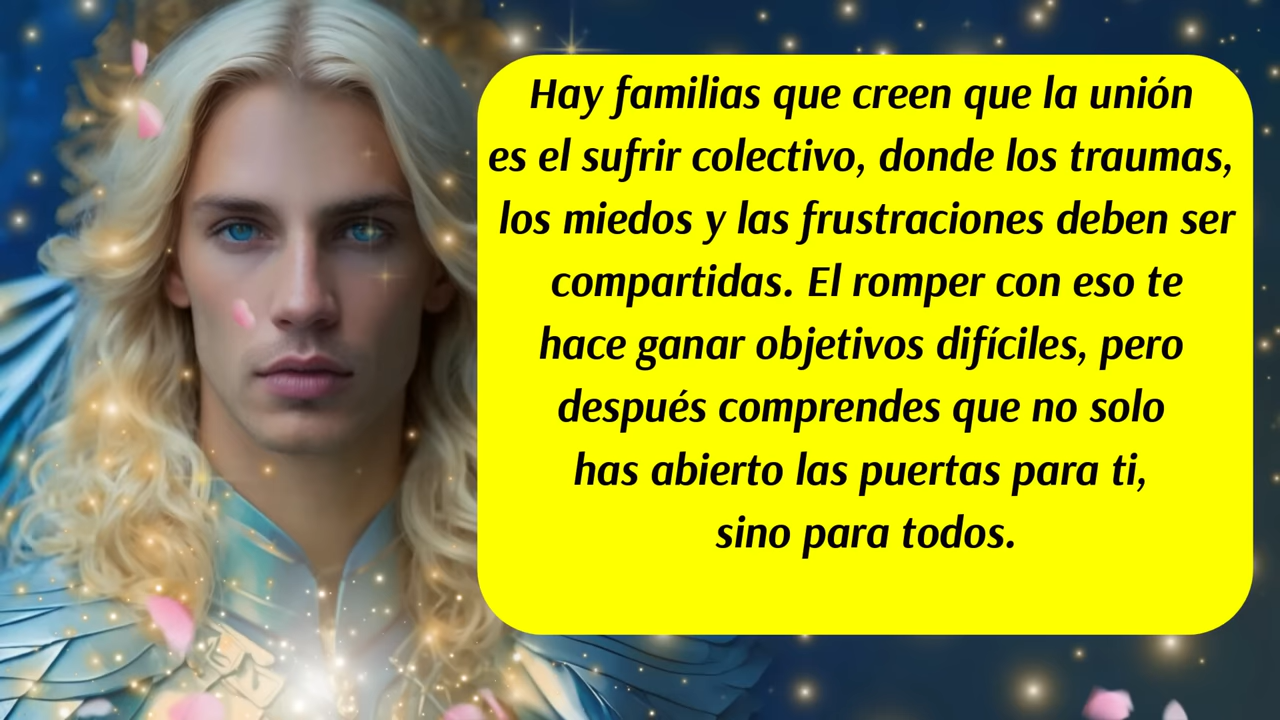 Hay familias que creen que la unión
es el sufrir colectivo, donde los traumas,
los miedos y las frustraciones deben ser
compartidas. El romper con eso te
hace ganar objetivos difíciles, pero
después comprendes que no solo
has abierto las puertas para ti,
sino para todos.